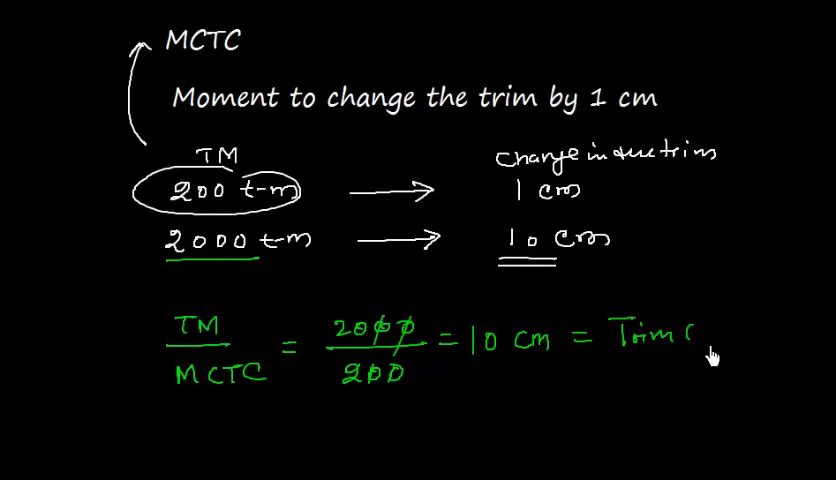 MCTC
Moment to change the trim by 1 cm
TM
change in the trim
200 t-m → 1 cm
2000 t-m → 10 cm
TM / MCTC = 2000 / 200 = 10 cm = Trim (